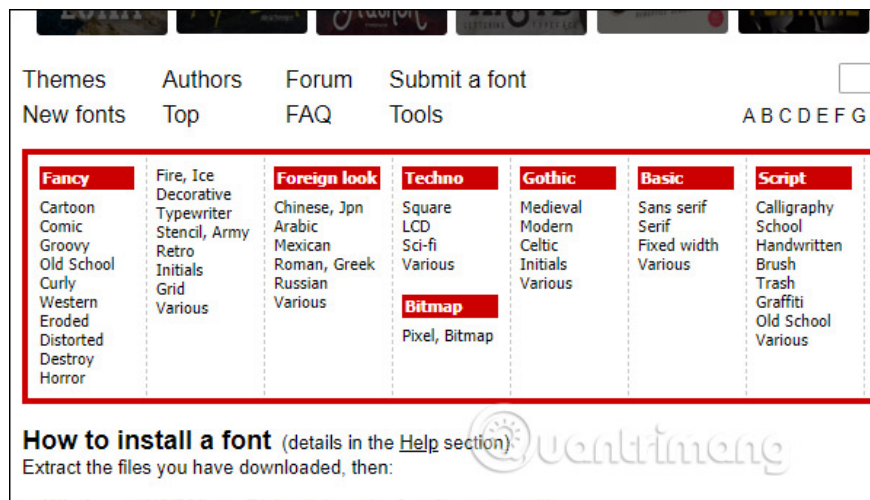 Themes Authors Forum Submit a font
New fonts Top FAQ Tools A B C D E F G
Fancy
Cartoon
Comic
Groovy
Old School
Curly
Western
Eroded
Distorted
Destroy
Horror
Fire, Ice
Decorative
Typewriter
Stencil, Army
Retro
Initials
Grid
Various
Foreign look
Chinese, Jpn
Arabic
Mexican
Roman, Greek
Russian
Various
Techno
Square
LCD
Sci-fi
Various
Bitmap
Pixel, Bitmap
Gothic
Medieval
Modern
Celtic
Initials
Various
Basic
Sans serif
Serif
Fixed width
Various
Script
Calligraphy
School
Handwritten
Brush
Trash
Graffiti
Old School
Various
How to install a font (details in the Help section)
Extract the files you have downloaded, then:
Quantrimang